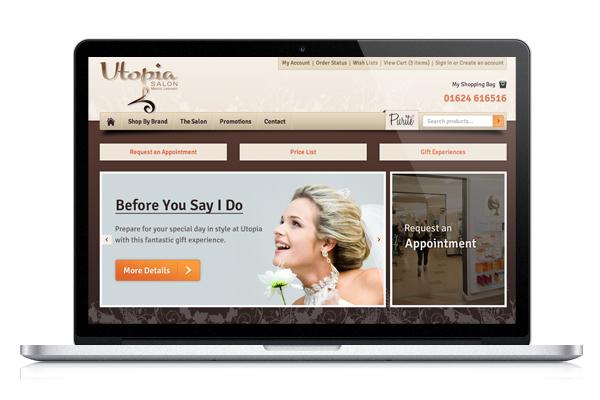 My Account | Order Status | Wish Lists | View Cart (3 items) | Sign in or Create an account
Utopia
SALON
My Shopping Bag
01624 616516
Shop By Brand The Salon Promotions Contact
Purite
Search products...
Request an Appointment
Price List
Gift Experiences
Before You Say I Do
Prepare for your special day in style at Utopia
with this fantastic gift experience.
More Details
Request an
Appointment